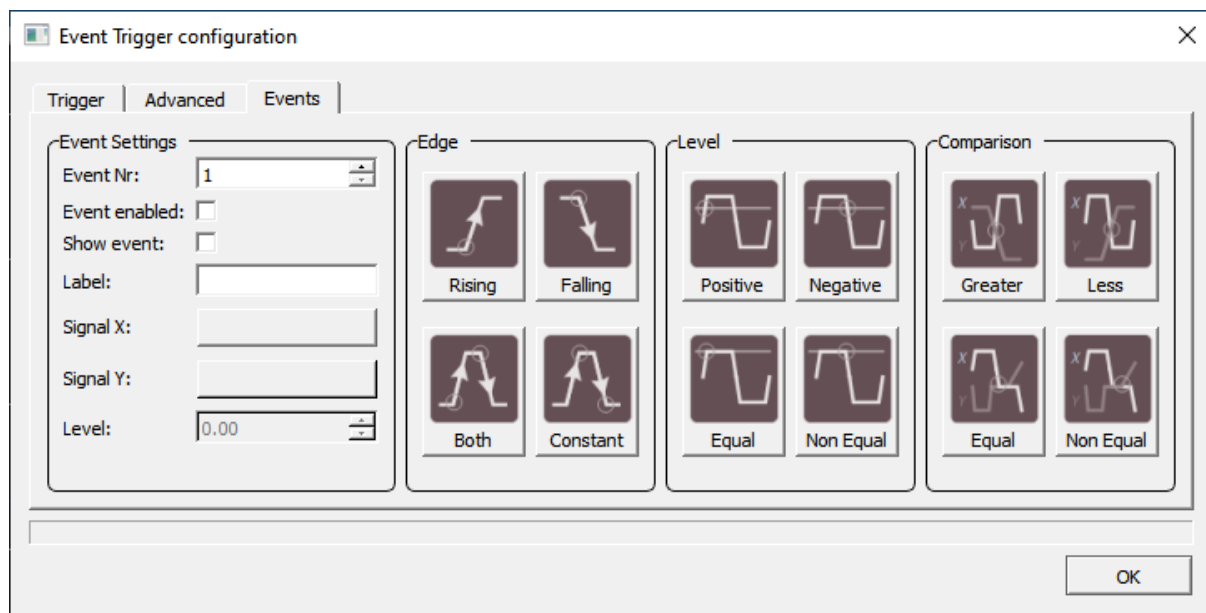 Event Trigger configuration
Trigger Advanced Events
Event Settings
Event Nr: 1
Event enabled:
Show event:
Label:
Signal X:
Signal Y:
Level: 0.00
Edge
Rising Falling
Both Constant
Level
Positive Negative
Equal Non Equal
Comparison
X X
Y Y
Greater Less
X X
Y Y
Equal Non Equal
OK